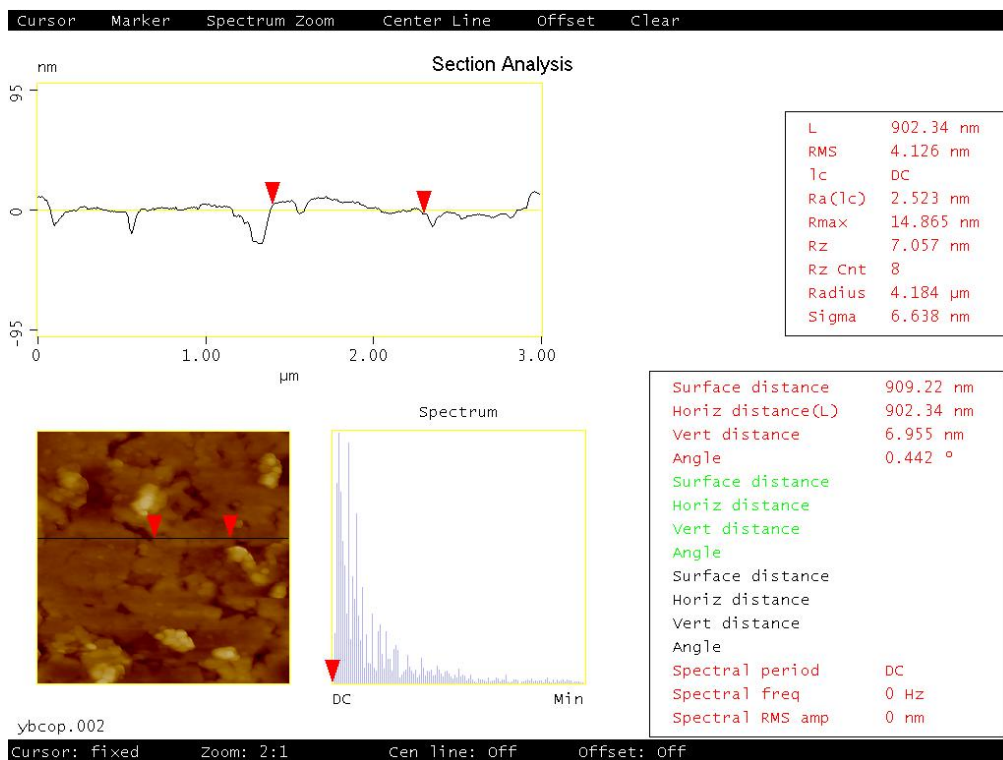 Cursor Marker Spectrum Zoom Center Line Offset Clear
nm
Section Analysis
95
0
-95
0 1.00 2.00 3.00
µm
L 902.34 nm
RMS 4.126 nm
lc DC
Ra(lc) 2.523 nm
Rmax 14.865 nm
Rz 7.057 nm
Rz Cnt 8
Radius 4.184 µm
Sigma 6.638 nm
Surface distance 909.22 nm
Horiz distance(L) 902.34 nm
Vert distance 6.955 nm
Angle 0.442 °
Surface distance
Horiz distance
Vert distance
Angle
Surface distance
Horiz distance
Vert distance
Angle
Spectral period DC
Spectral freq 0 Hz
Spectral RMS amp 0 nm
Spectrum
DC Min
ybcop.002
Cursor: fixed Zoom: 2:1 Cen line: Off Offset: Off